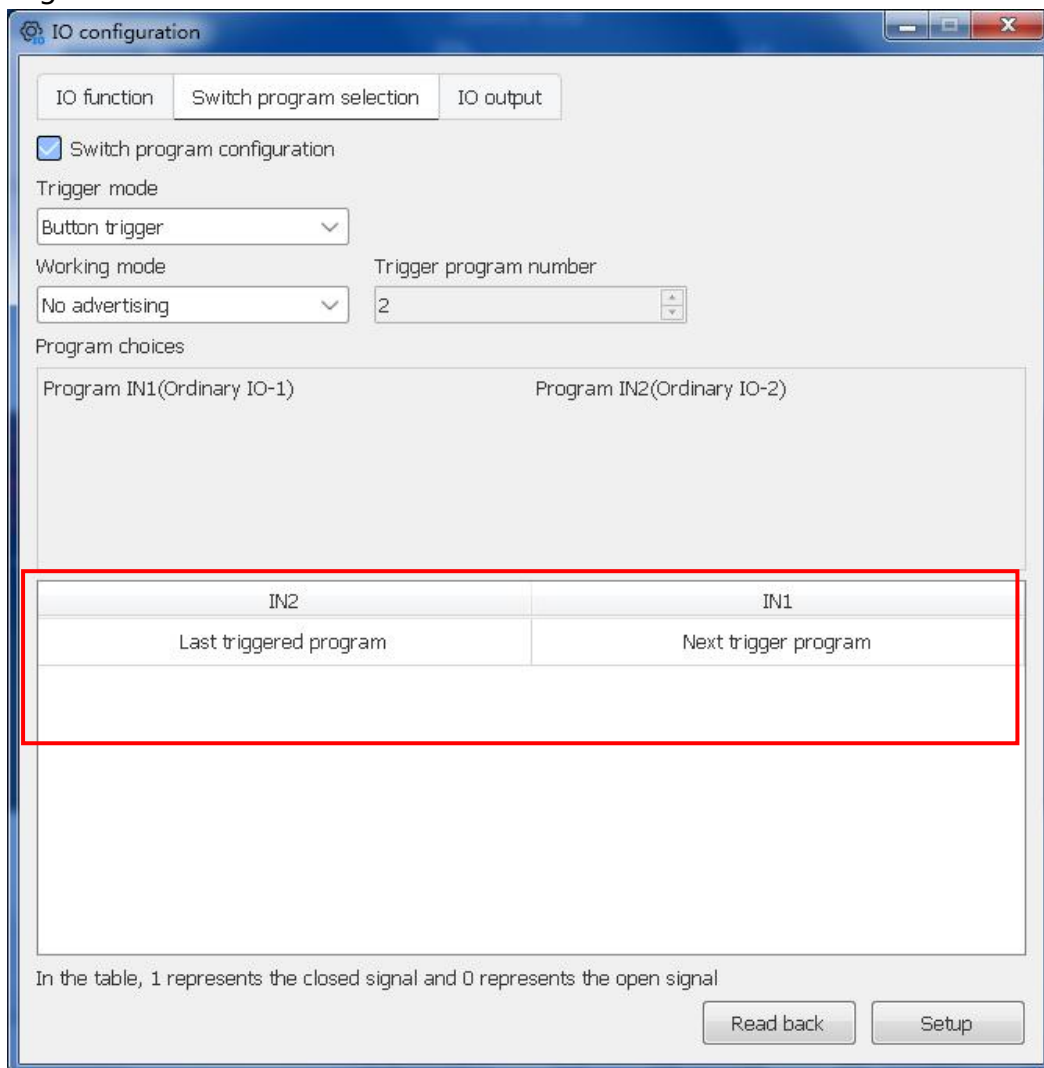 IO configuration
IO function Switch program selection IO output
Switch program configuration
Trigger mode
Button trigger
Working mode Trigger program number
No advertising 2
Program choices
Program IN1(Ordinary IO-1) Program IN2(Ordinary IO-2)
IN2 IN1
Last triggered program Next trigger program
In the table, 1 represents the closed signal and 0 represents the open signal
Read back Setup